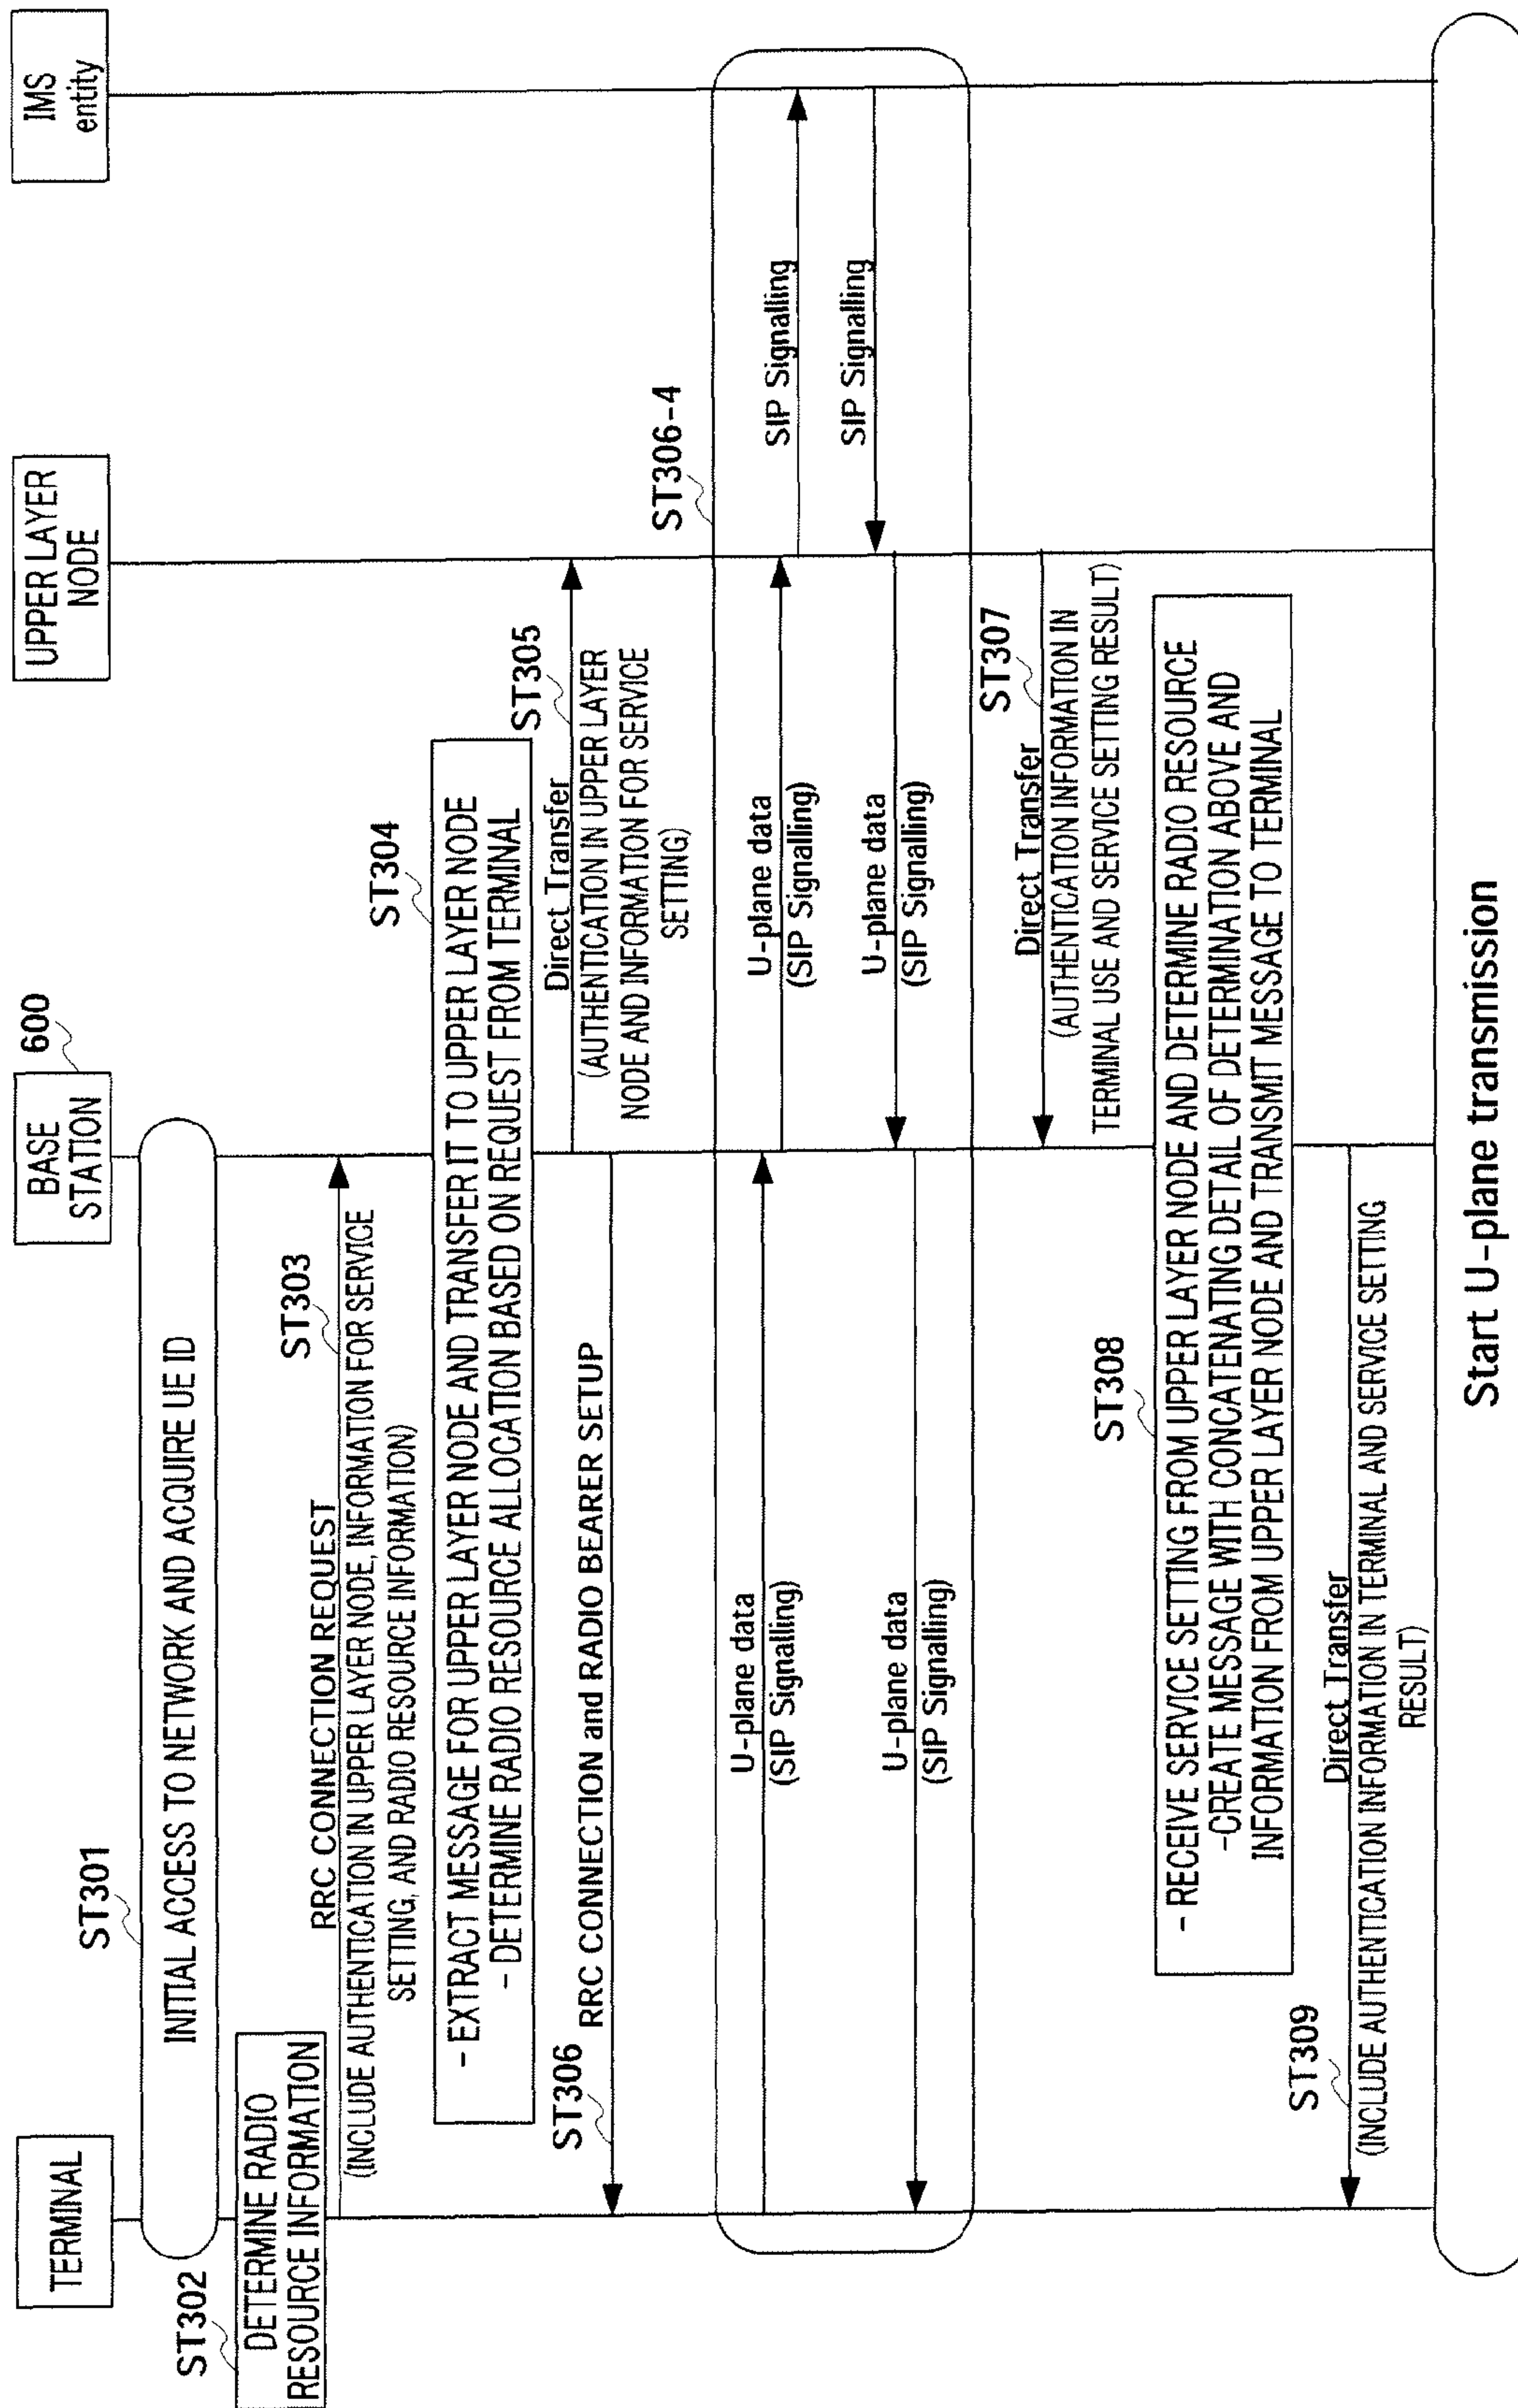 TERMINAL
BASE
STATION
600
UPPER LAYER
NODE
IMS
entity
ST301
INITIAL ACCESS TO NETWORK AND ACQUIRE UE ID
ST302
DETERMINE RADIO
RESOURCE INFORMATION
ST303
RRC CONNECTION REQUEST
(INCLUDE AUTHENTICATION IN UPPER LAYER NODE, INFORMATION FOR SERVICE
SETTING, AND RADIO RESOURCE INFORMATION)
ST304
- EXTRACT MESSAGE FOR UPPER LAYER NODE AND TRANSFER IT TO UPPER LAYER NODE
- DETERMINE RADIO RESOURCE ALLOCATION BASED ON REQUEST FROM TERMINAL
ST305
Direct Transfer
(AUTHENTICATION IN UPPER LAYER
NODE AND INFORMATION FOR SERVICE
SETTING)
ST306
RRC CONNECTION and RADIO BEARER SETUP
ST306-4
U-plane data
(SIP Signalling)
U-plane data
(SIP Signalling)
SIP Signalling
SIP Signalling
U-plane data
(SIP Signalling)
U-plane data
(SIP Signalling)
ST307
Direct Transfer
(AUTHENTICATION INFORMATION IN
TERMINAL USE AND SERVICE SETTING RESULT)
ST308
- RECEIVE SERVICE SETTING FROM UPPER LAYER NODE AND DETERMINE RADIO RESOURCE
-CREATE MESSAGE WITH CONCATENATING DETAIL OF DETERMINATION ABOVE AND
INFORMATION FROM UPPER LAYER NODE AND TRANSMIT MESSAGE TO TERMINAL
ST309
Direct Transfer
(INCLUDE AUTHENTICATION INFORMATION IN TERMINAL AND SERVICE SETTING
RESULT)
Start U-plane transmission